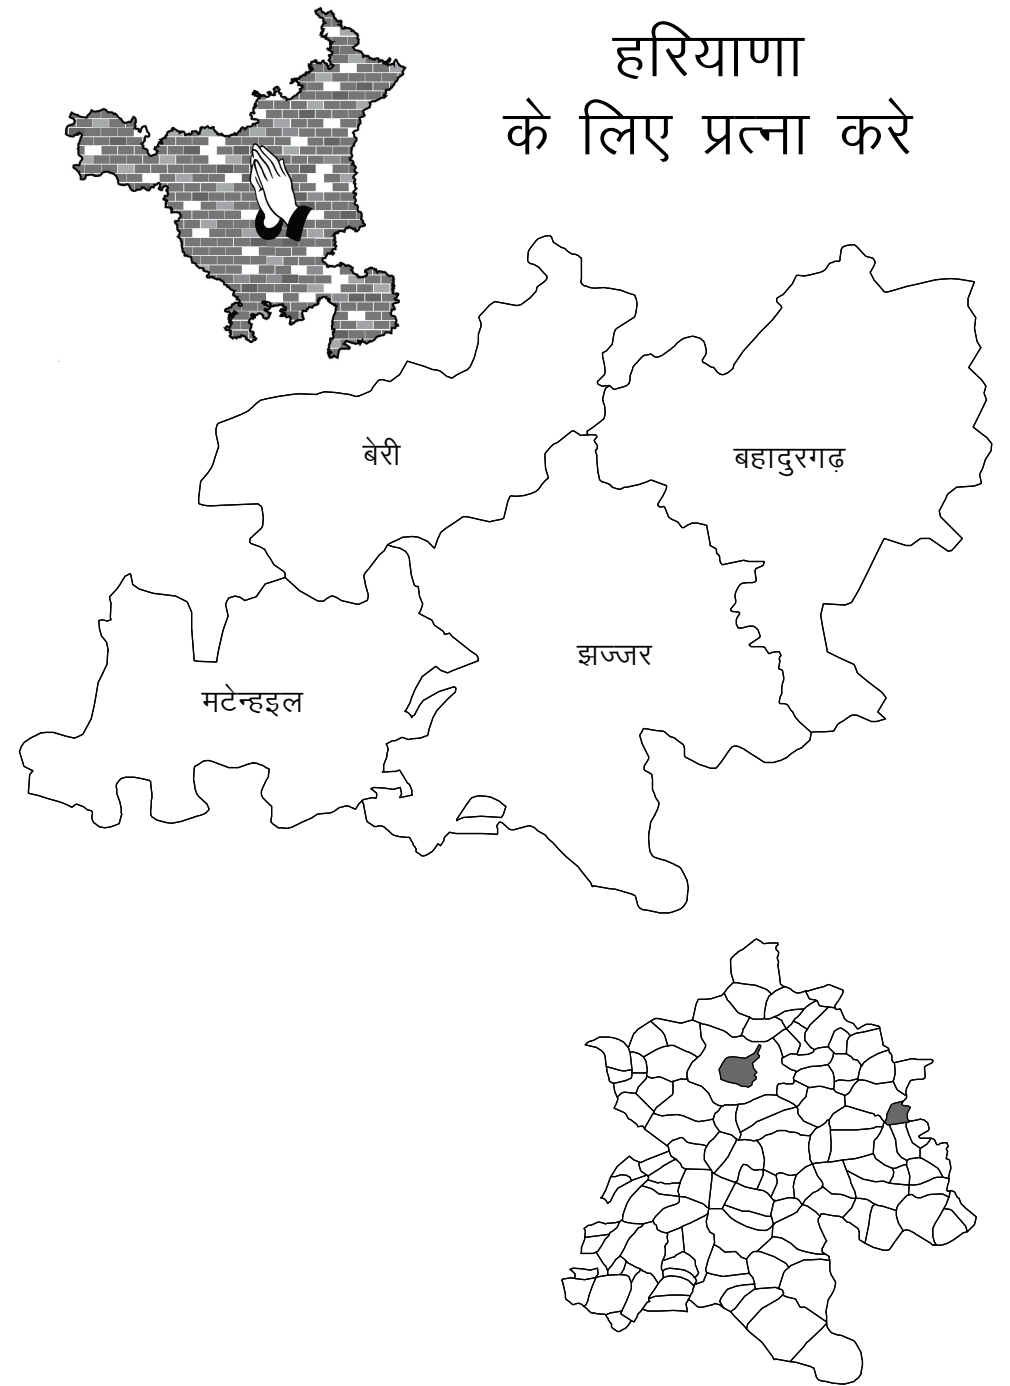 हरियाणा
के लिए प्रत्ना करे
बेरी
बहादुरगढ़
झज्जर
मटेन्हइल